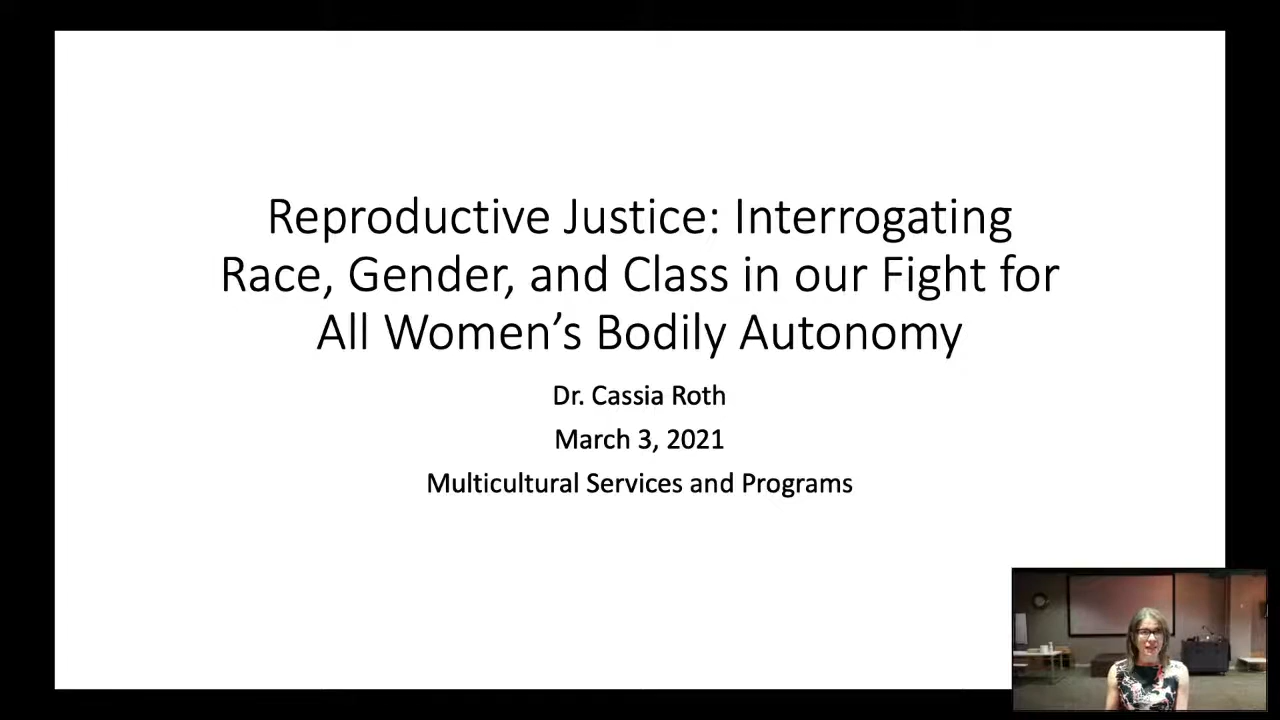 Reproductive Justice: Interrogating
Race, Gender, and Class in our Fight for
All Women’s Bodily Autonomy
Dr. Cassia Roth
March 3, 2021
Multicultural Services and Programs